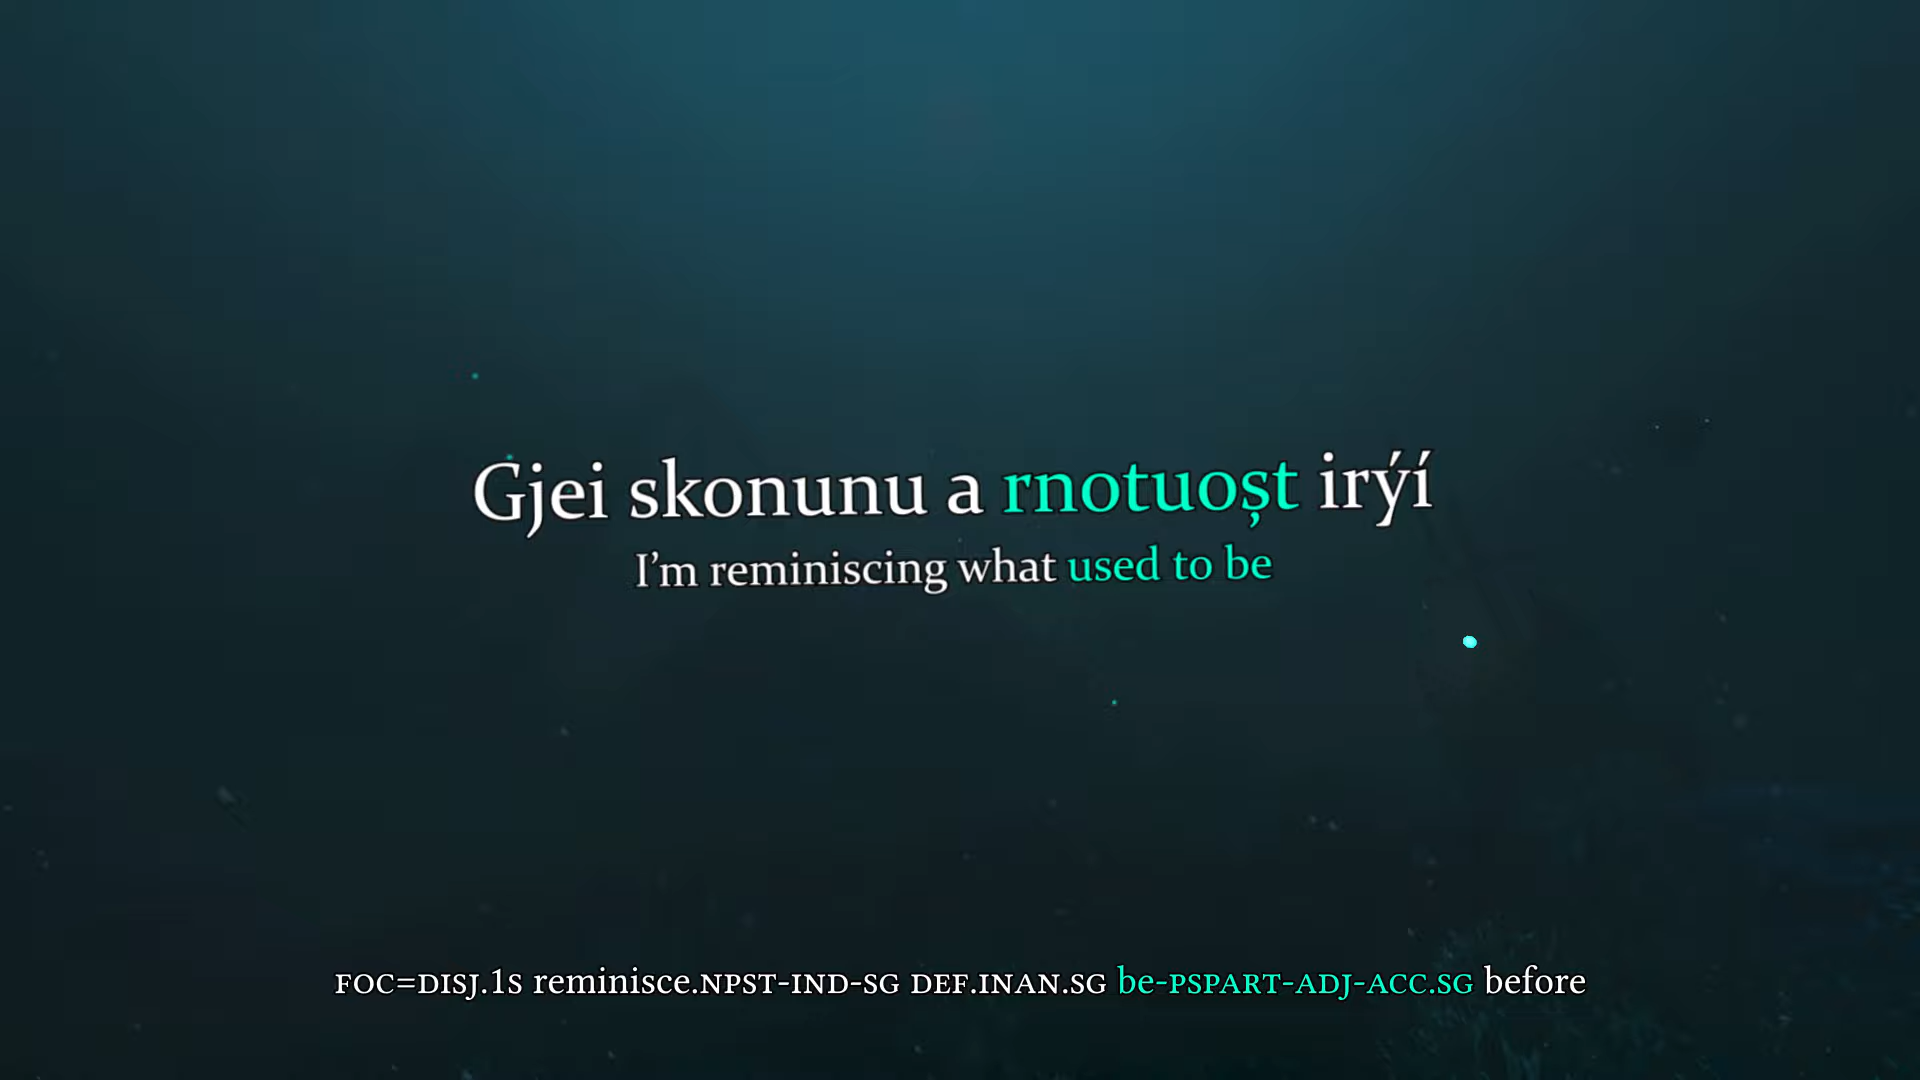 Gjei skonunu a rnotuoșt irýí
I’m reminiscing what used to be
FOC=DISJ.1S reminisce.NPST-IND-SG DEF.INAN.SG be-PSPART-ADJ-ACC.SG before